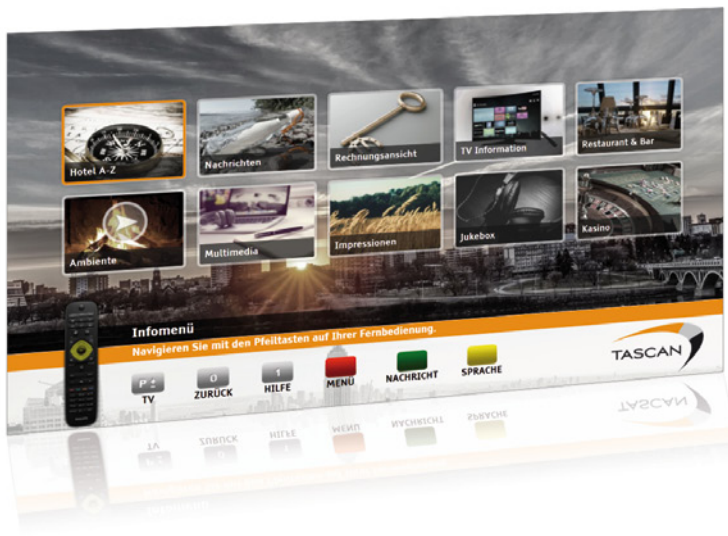 Hotel A-Z
Nachrichten
Rechnungsansicht
TV Information
Restaurant & Bar
Ambiente
Multimedia
Impressionen
Jukebox
Kasino
Infomenü
Navigieren Sie mit den Pfeiltasten auf Ihrer Fernbedienung.
TV
0
ZURÜCK
1
HILFE
MENÜ
NACHRICHT
SPRACHE
TASCAN